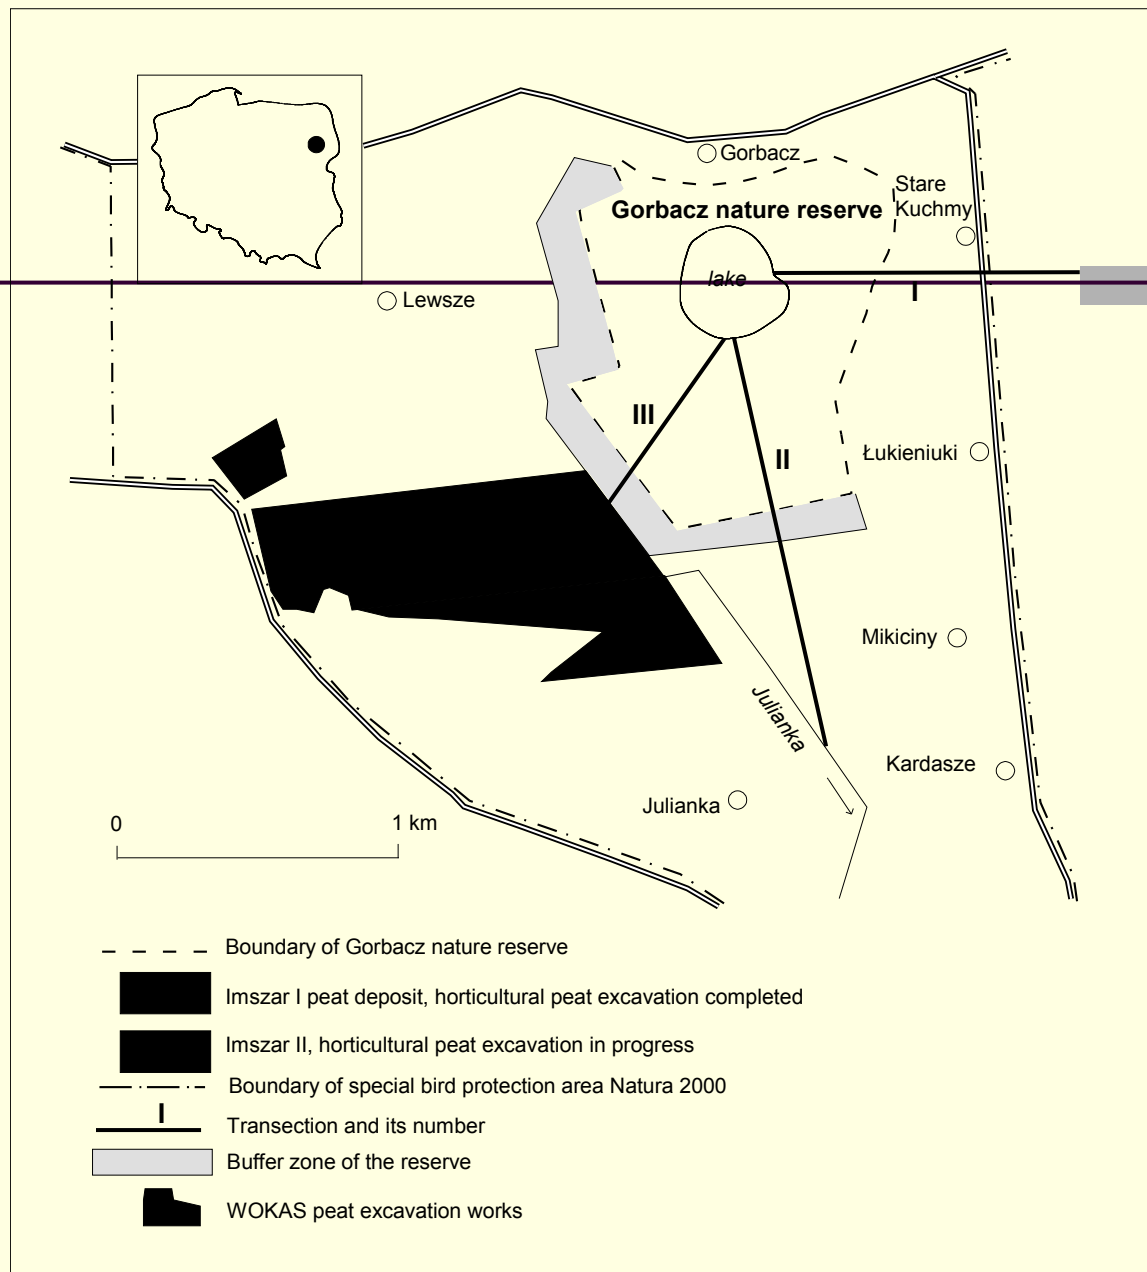 Gorbacz
Stare
Kuchmy
Gorbacz nature reserve
lake
I
Lewsze
III
II
Łukieniuki
Mikiciny
Julianka
Kardasze
Julianka
0
1 km
Boundary of Gorbacz nature reserve
Imszar I peat deposit, horticultural peat excavation completed
Imszar II, horticultural peat excavation in progress
Boundary of special bird protection area Natura 2000
I
Transection and its number
Buffer zone of the reserve
WOKAS peat excavation works